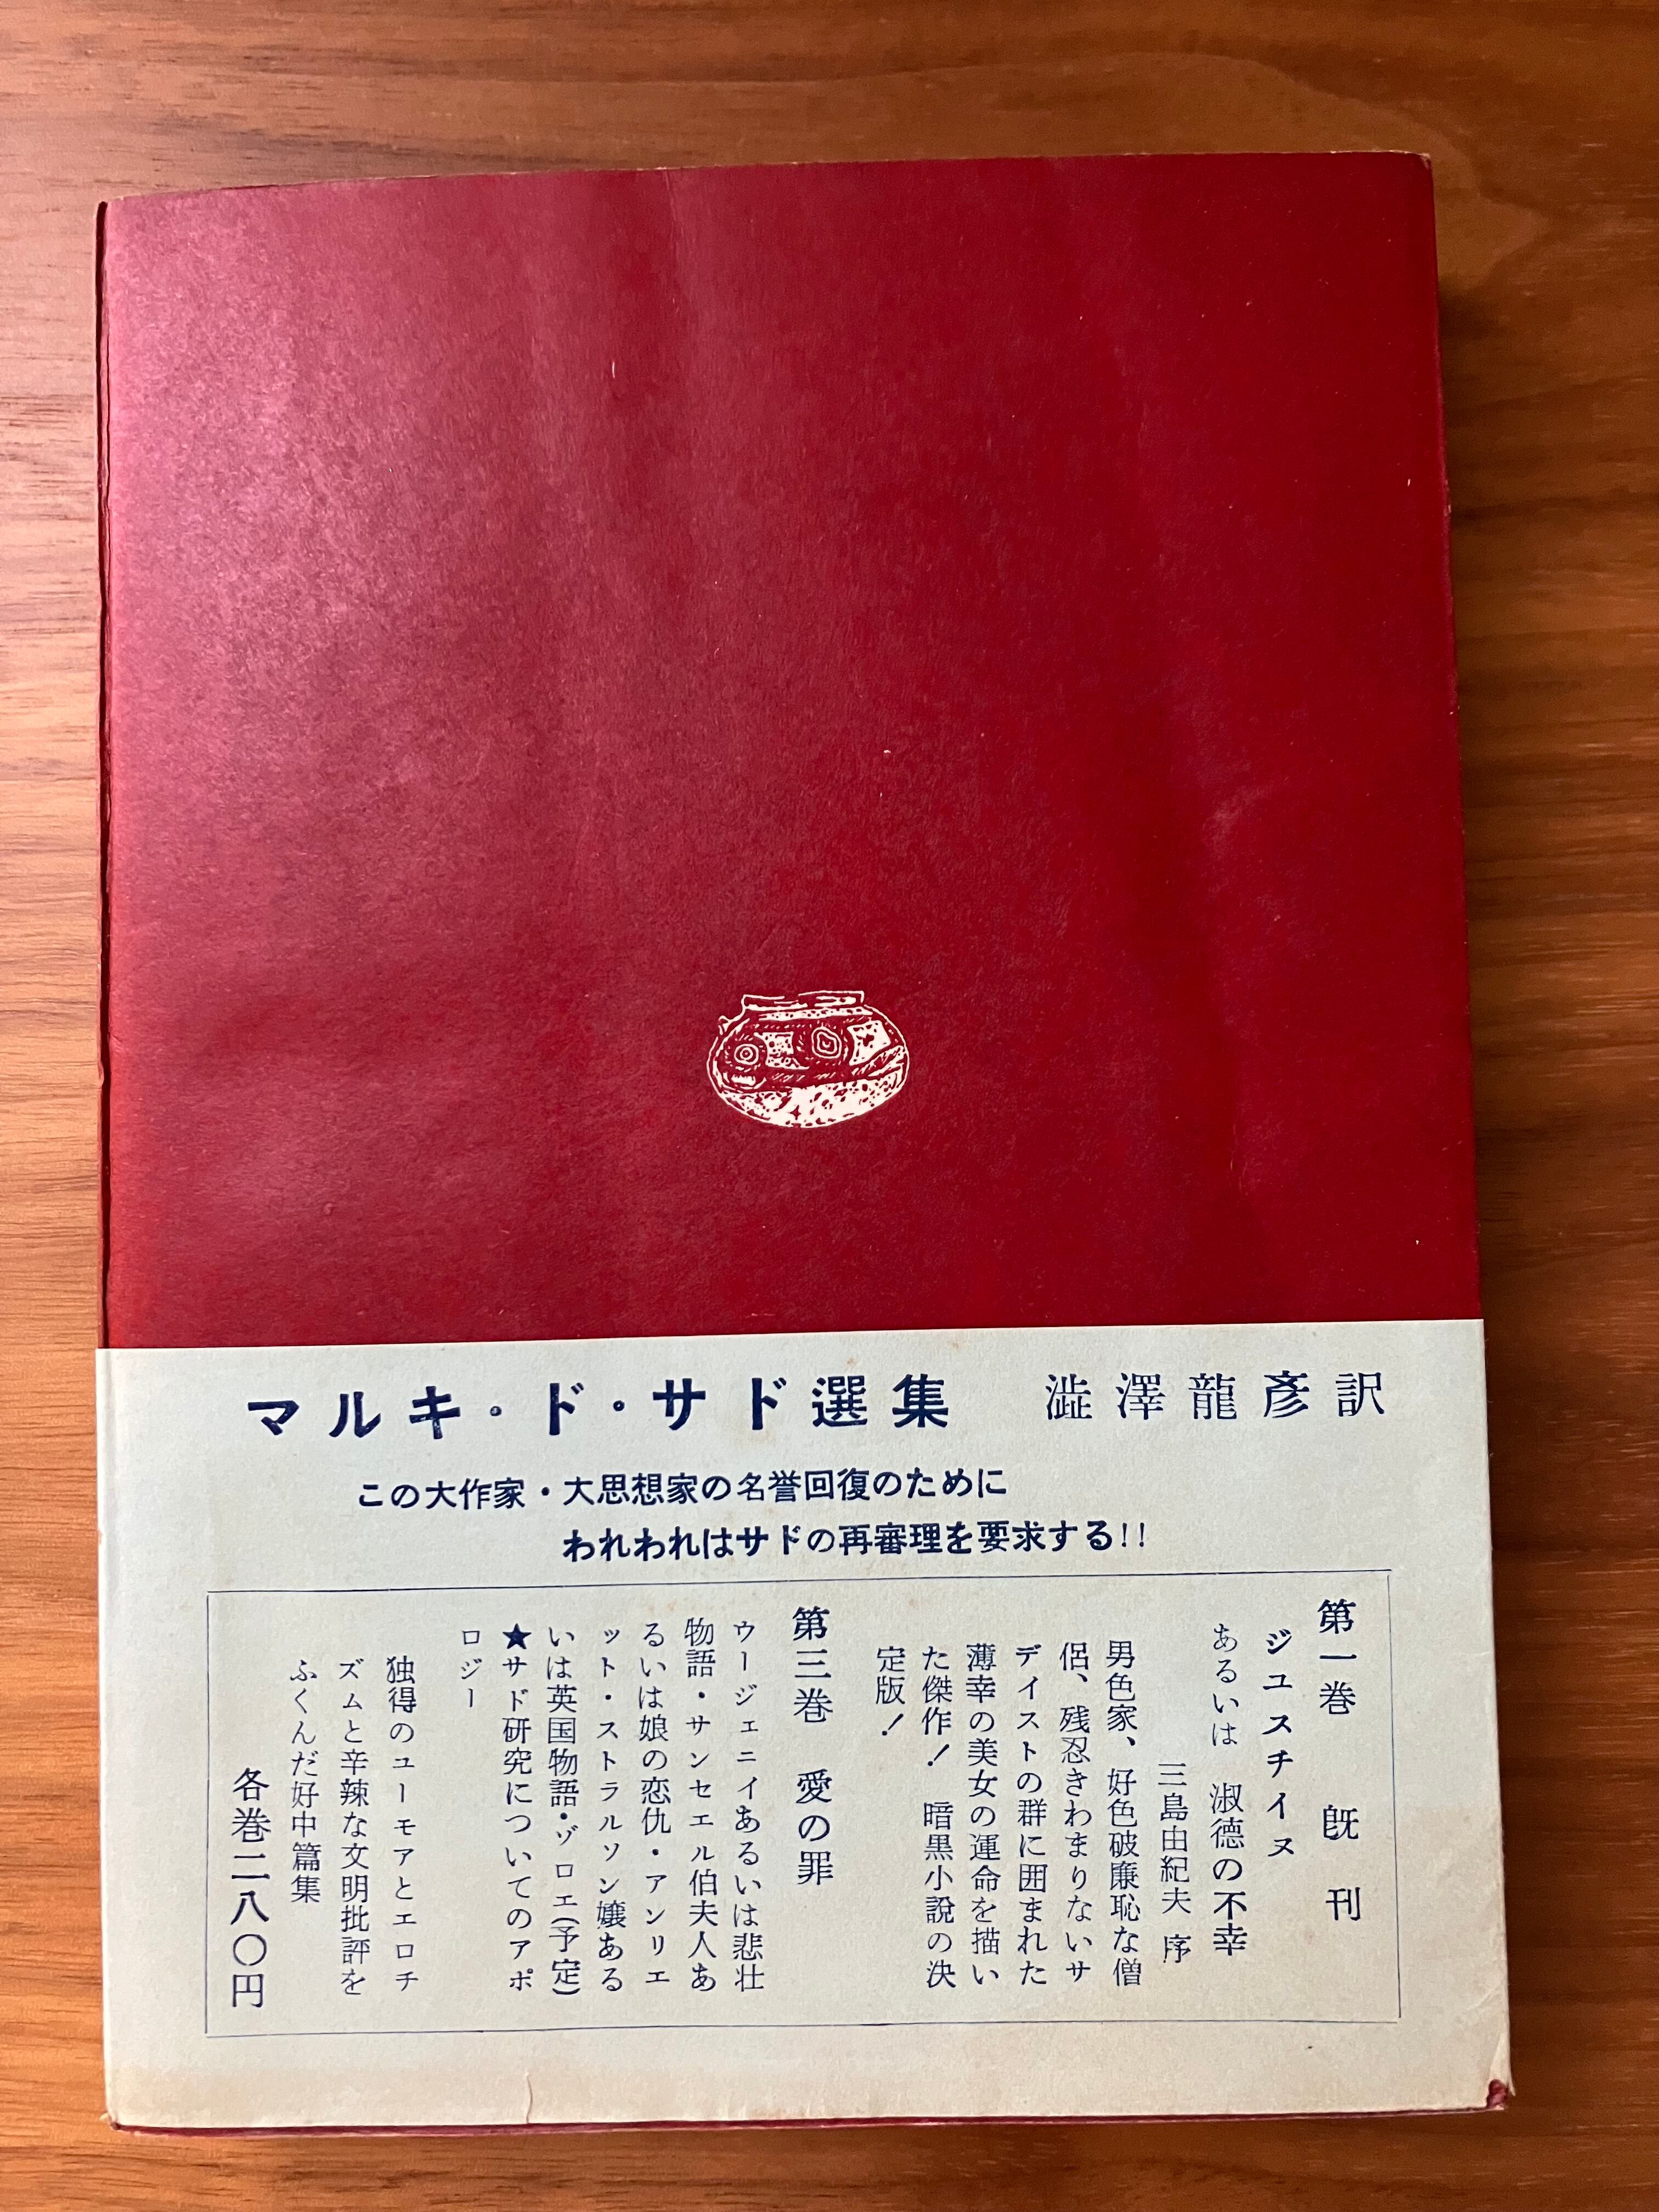 マルキ・ド・サド選集　澁澤龍彦訳
この大作家・大思想家の名誉回復のために
われわれはサドの再審理を要求する!!
第一巻　既刊
ジユスチイヌ
あるいは　淑徳の不幸
三島由紀夫　序
男色家、好色破廉恥な僧
侶、残忍きわまりないサ
デイストの群に囲まれた
薄幸の美女の運命を描い
た傑作！　暗黒小説の決
定版！
第三巻　愛の罪
ウージェニイあるいは悲壮
物語・サンセエル伯夫人あ
るいは娘の恋仇・アンリエ
ット・ストラルソン嬢ある
いは英国物語・ゾロエ(予定)
★サド研究についてのアポ
ロジー
独得のユーモアとエロチ
ズムと辛辣な文明批評を
ふくんだ好中篇集
各巻二八〇円